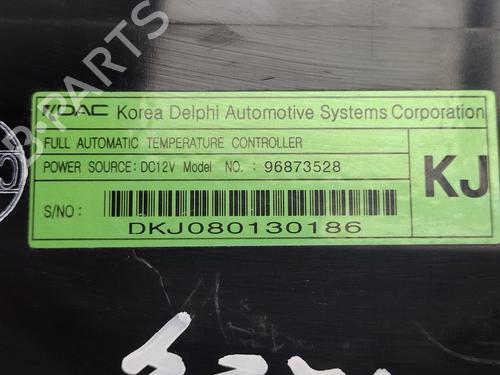 KDAC Korea Delphi Automotive Systems Corporation
FULL AUTOMATIC TEMPERATURE CONTROLLER
POWER SOURCE: DC12V Model NO. : 96873528
KJ
S/NO :
DKJ080130186